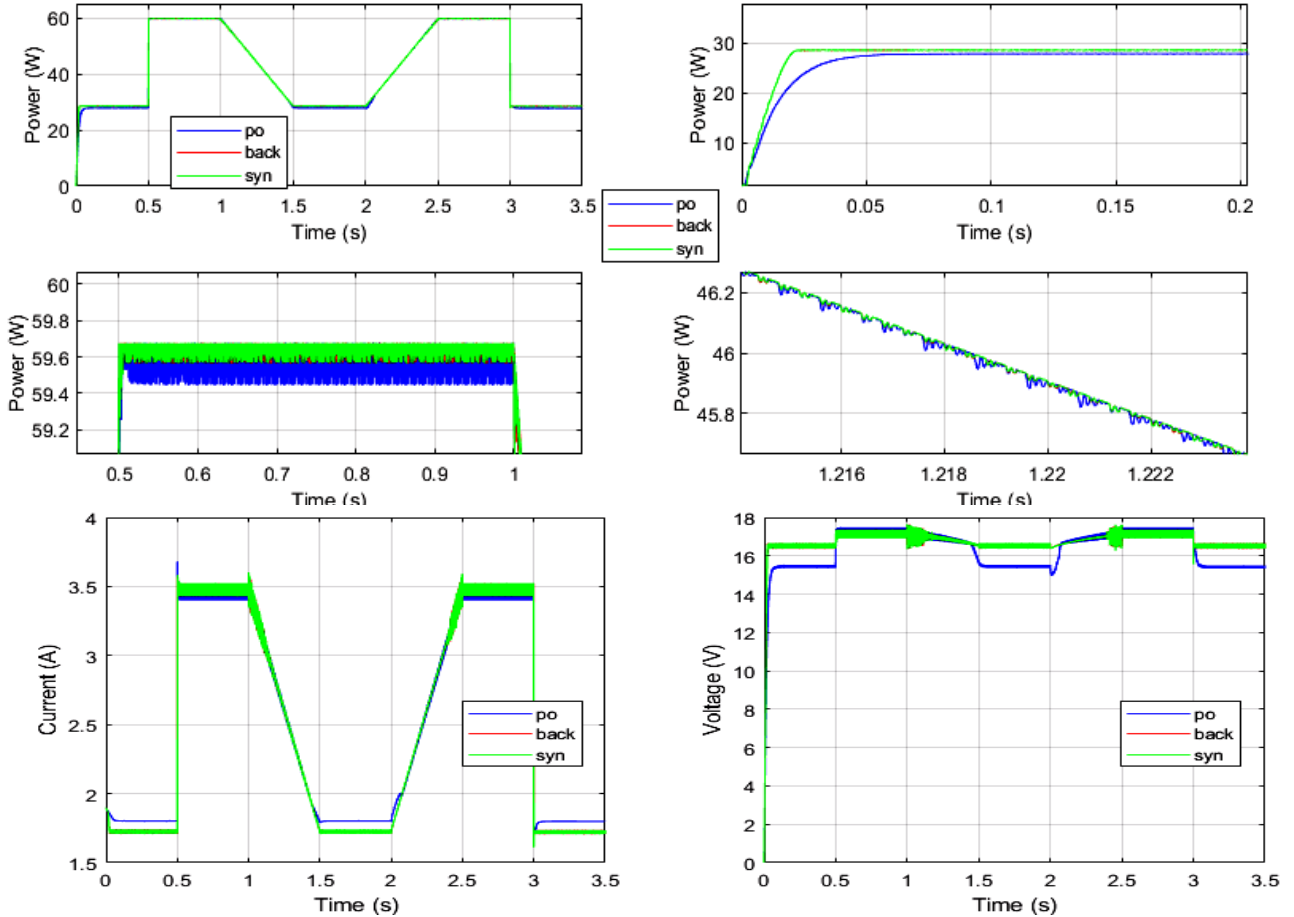 Power (W)
60
40
20
0
po
back
syn
0
0.5
1
1.5
2
2.5
3
3.5
Time (s)
Power (W)
30
20
10
0
0.05
0.1
0.15
0.2
Time (s)
po
back
syn
Power (W)
60
59.8
59.6
59.4
59.2
0.5
0.6
0.7
0.8
0.9
1
Time (s)
Power (W)
46.2
46
45.8
1.216
1.218
1.22
1.222
Time (s)
Current (A)
4
3.5
3
2.5
2
1.5
po
back
syn
0
0.5
1
1.5
2
2.5
3
3.5
Time (s)
Voltage (V)
18
16
14
12
10
8
6
4
2
0
po
back
syn
0
0.5
1
1.5
2
2.5
3
3.5
Time (s)